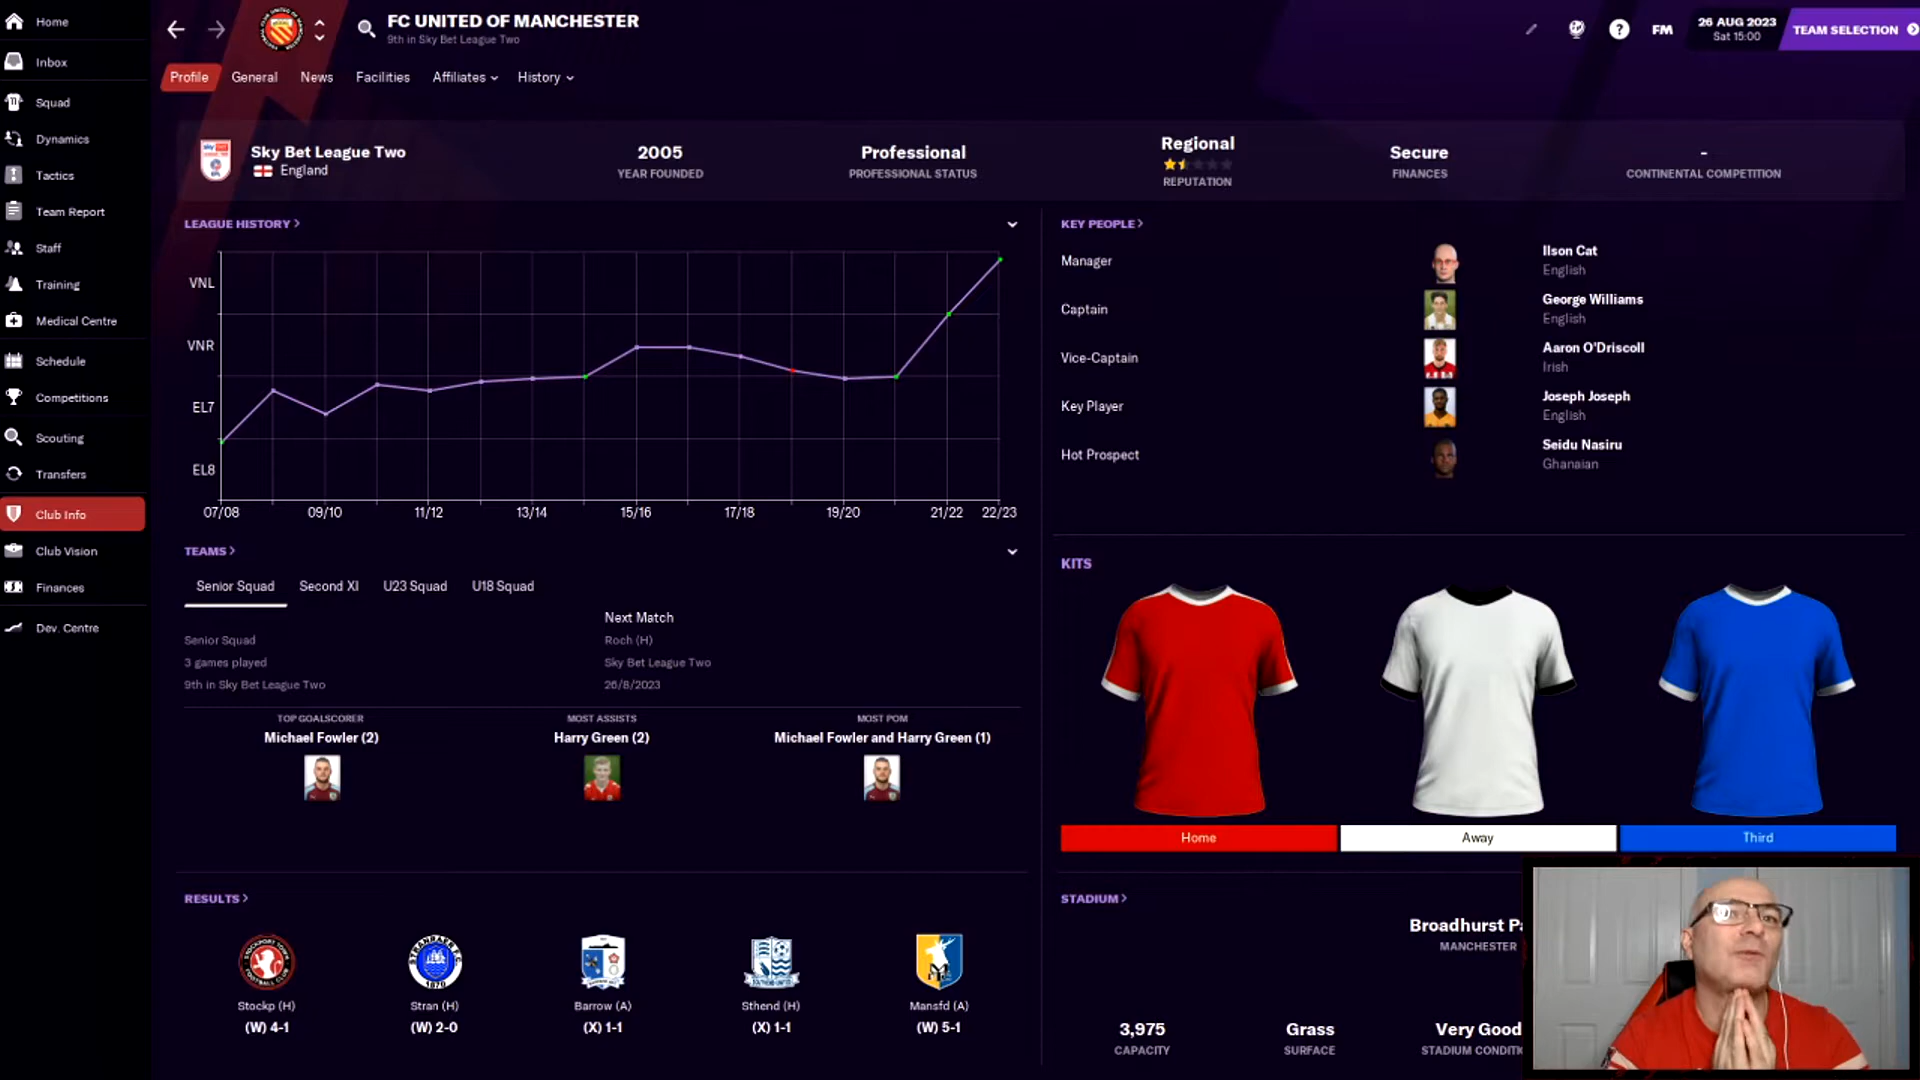 Home
Inbox
Squad
Dynamics
Tactics
Team Report
Staff
Training
Medical Centre
Schedule
Competitions
Scouting
Transfers
Club Info
Club Vision
Finances
Dev. Centre
FC UNITED OF MANCHESTER
9th in Sky Bet League Two
?
FM
26 AUG 2023
Sat 15:00
TEAM SELECTION
Profile General News Facilities Affiliates History
Sky Bet League Two
England
2005
YEAR FOUNDED
Professional
PROFESSIONAL STATUS
Regional
REPUTATION
Secure
FINANCES
-
CONTINENTAL COMPETITION
LEAGUE HISTORY
VNL
VNR
EL7
EL8
07/08 09/10 11/12 13/14 15/16 17/18 19/20 21/22 22/23
TEAMS
Senior Squad Second XI U23 Squad U18 Squad
Senior Squad
3 games played
9th in Sky Bet League Two
Next Match
Roch (H)
Sky Bet League Two
26/8/2023
TOP GOALSCORER
Michael Fowler (2)
MOST ASSISTS
Harry Green (2)
MOST POM
Michael Fowler and Harry Green (1)
RESULTS
Stockp (H)
(W) 4-1
Stran (H)
(W) 2-0
Barrow (A)
(X) 1-1
Sthend (H)
(X) 1-1
Mansfd (A)
(W) 5-1
KEY PEOPLE
Manager
Ilson Cat
English
Captain
George Williams
English
Vice-Captain
Aaron O'Driscoll
Irish
Key Player
Joseph Joseph
English
Hot Prospect
Seidu Nasiru
Ghanaian
KITS
Home Away Third
STADIUM
Broadhurst Pa
MANCHESTER
3,975
CAPACITY
Grass
SURFACE
Very Good
STADIUM CONDITI